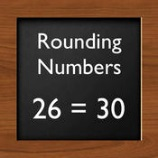 Rounding
Numbers
26 = 30